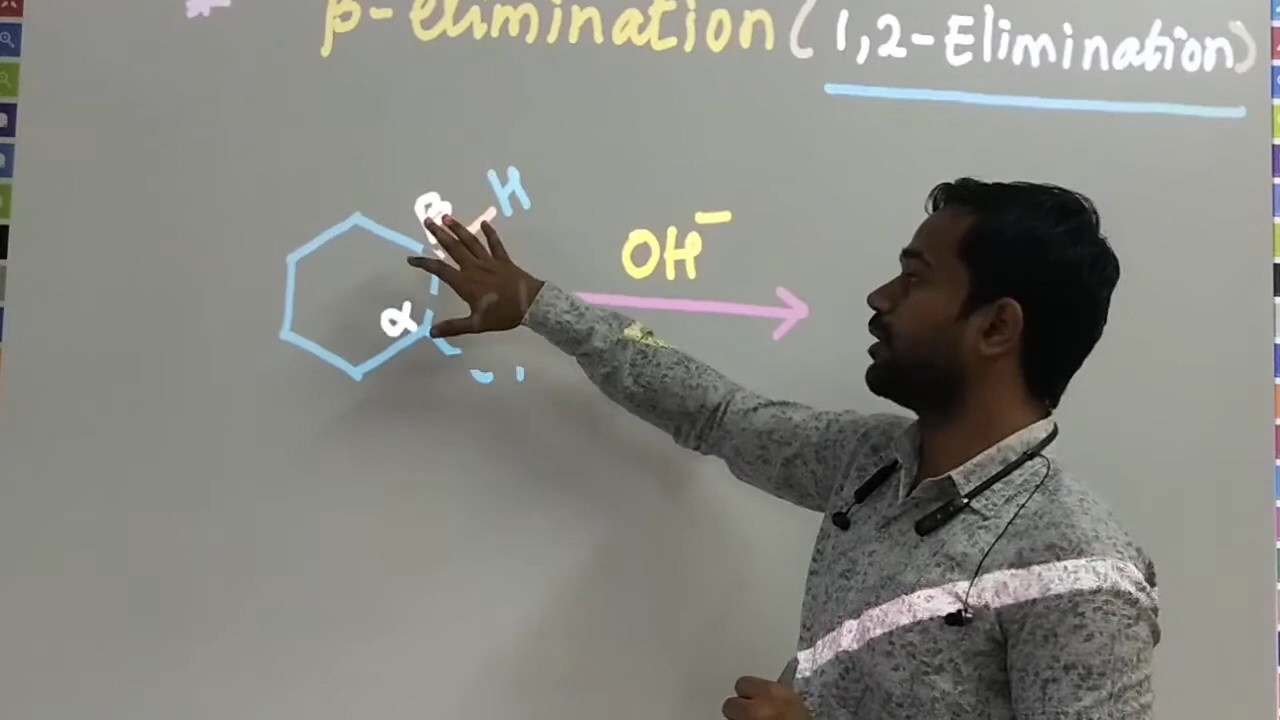 * β-elimination (1,2-Elimination)
β H
OH⁻
α